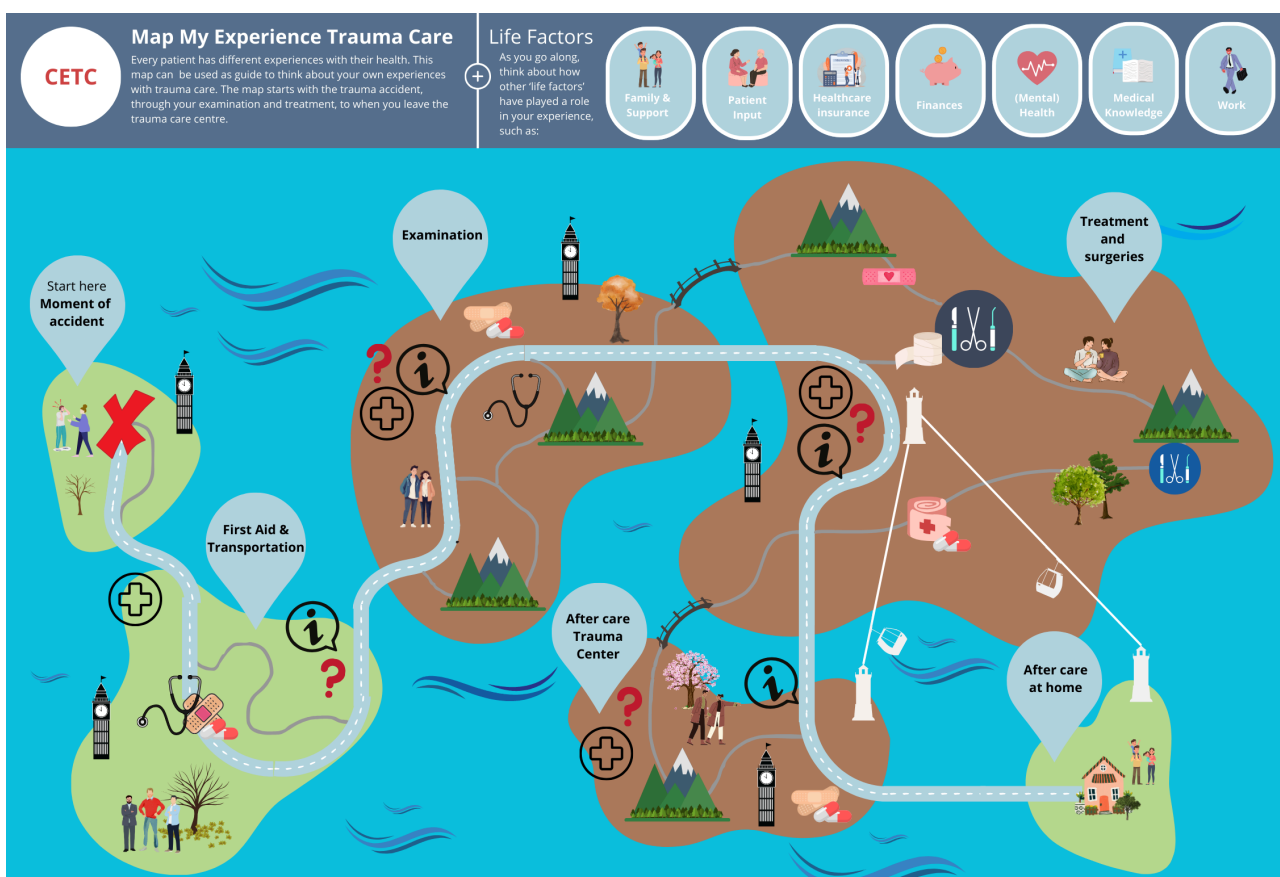 CETC
Map My Experience Trauma Care
Every patient has different experiences with their health. This
map can be used as guide to think about your own experiences
with trauma care. The map starts with the trauma accident,
through your examination and treatment, to when you leave the
trauma care centre.
+
Life Factors
As you go along,
think about how
other 'life factors'
have played a role
in your experience,
such as:
Family &
Support
Patient
Input
Healthcare
insurance
Finances
(Mental)
Health
Medical
Knowledge
Work
Examination
Treatment
and
surgeries
Start here
Moment of
accident
? i
i ?
First Aid &
Transportation
i
?
After care
Trauma
Center
?
i
After care
at home